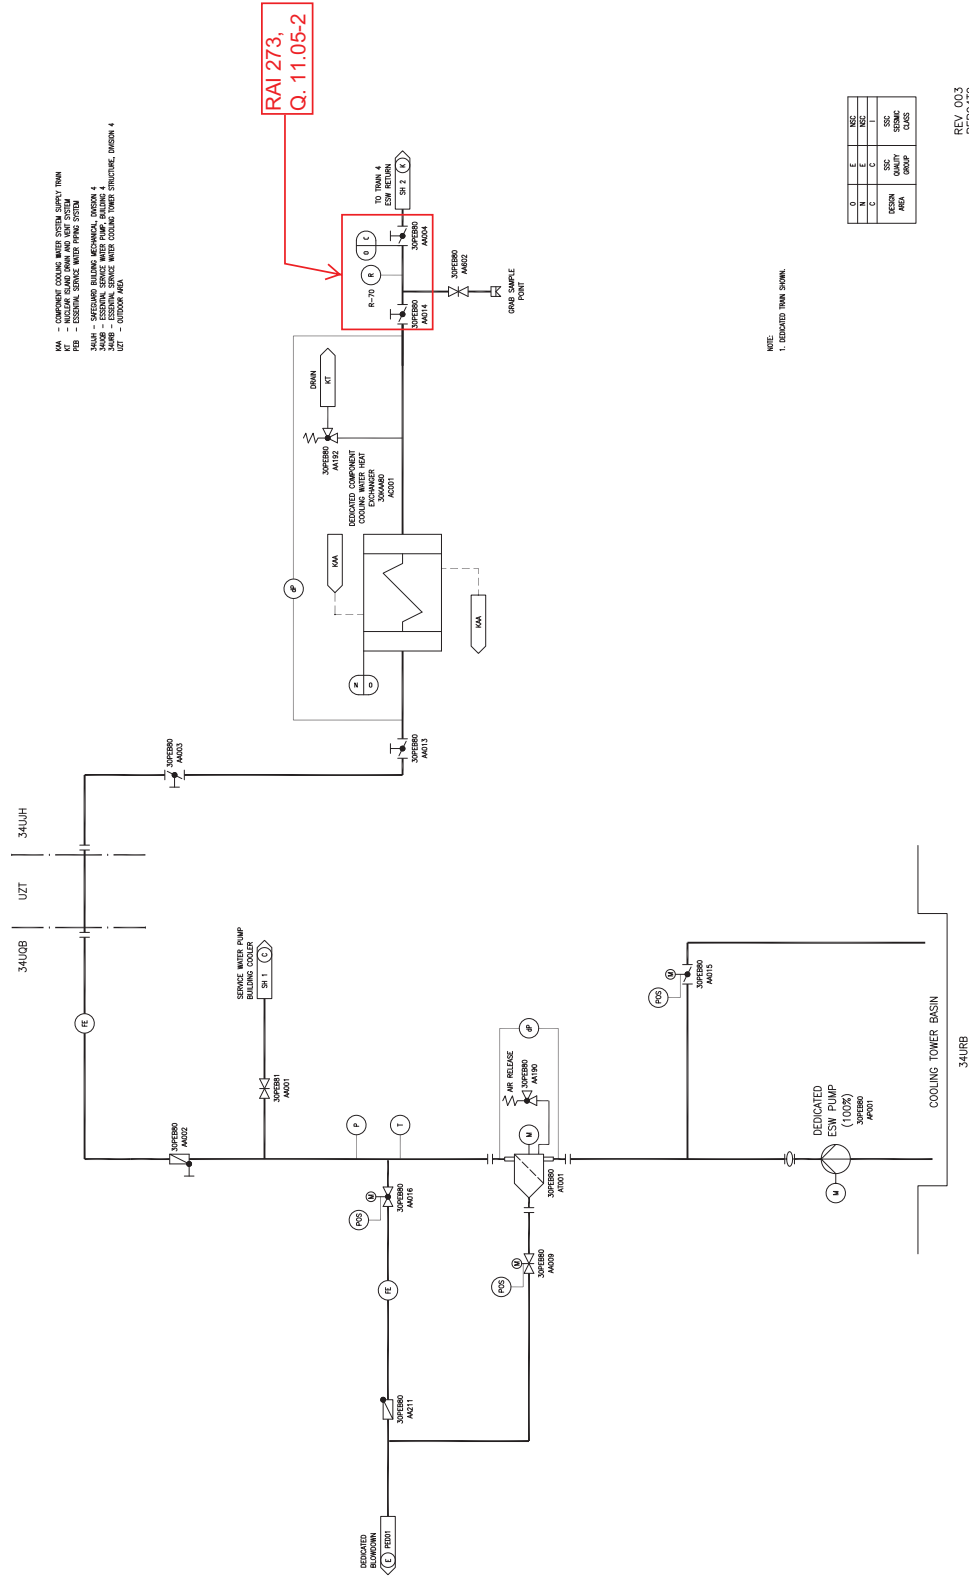 RAI 273,
Q. 11.05-2
KAA - COMPONENT COOLING WATER SYSTEM SUPPLY TRAIN
KT - NUCLEAR ISLAND DRAIN AND VENT SYSTEM
PEB - ESSENTIAL SERVICE WATER PIPING SYSTEM
34UJH - SAFEGUARD BUILDING MECHANICAL, DIVISION 4
34UQB - ESSENTIAL SERVICE WATER PUMP, BUILDING 4
34URB - ESSENTIAL SERVICE WATER COOLING TOWER STRUCTURE, DIVISION 4
UZT - OUTDOOR AREA
TO TRAIN 4
ESW RETURN
SH 2 K
30PEB80
AA004
O C
R
R-70
30PEB80
AA014
30PEB80
AA602
GRAB SAMPLE
POINT
DRAIN
KT
30PEB80
AA192
DEDICATED COMPONENT
COOLING WATER HEAT
EXCHANGER
30KAA80
AC001
KAA
KAA
dP
N O
30PEB80
AA013
30PEB80
AA003
34UJH
UZT
34UQB
FE
SERVICE WATER PUMP
BUILDING COOLER
SH 1 C
30PEB81
AA001
30PEB80
AA002
P
T
M
POS
30PEB80
AA016
FE
30PEB80
AA211
DEDICATED
BLOWDOWN
E PED01
AIR RELEASE
30PEB80
AA190
dP
M
30PEB80
AT001
M
POS
30PEB80
AA009
M
POS
30PEB80
AA015
DEDICATED
ESW PUMP
(100%)
30PEB80
AP001
M
COOLING TOWER BASIN
34URB
NOTE:
1. DEDICATED TRAIN SHOWN.
O E NSC
N E NSC
C C I
DESIGN
AREA
SSC
QUALITY
GROUP
SSC
SEISMIC
CLASS
REV 003